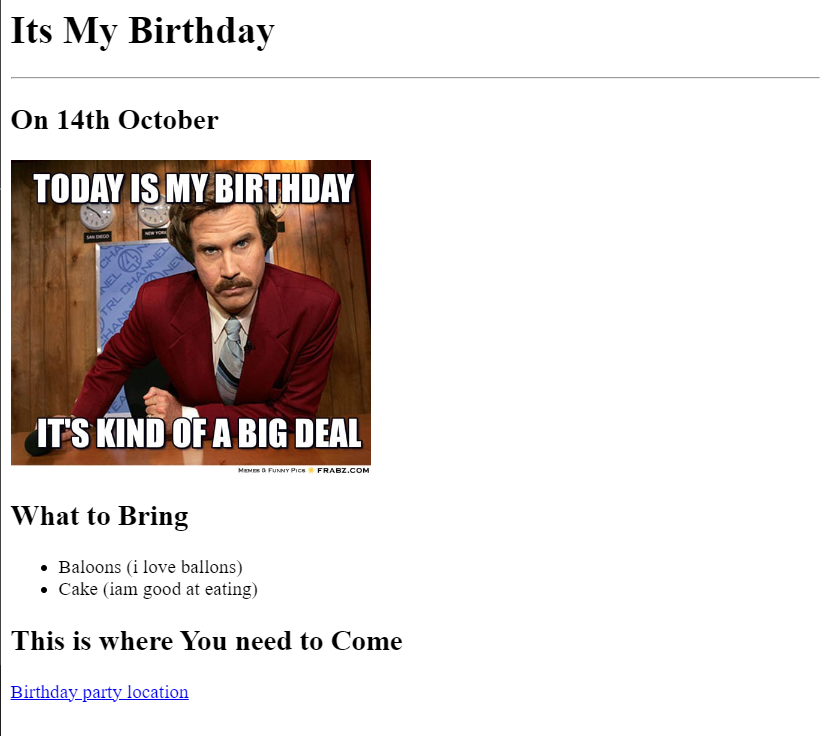 Its My Birthday
On 14th October
TODAY IS MY BIRTHDAY
SAN DIEGO
NEW YORK
CHANNEL
TRL CHANNEL
IT'S KIND OF A BIG DEAL
MEMES & FUNNY PICS FRABZ.COM
What to Bring
Baloons (i love ballons)
Cake (iam good at eating)
This is where You need to Come
Birthday party location